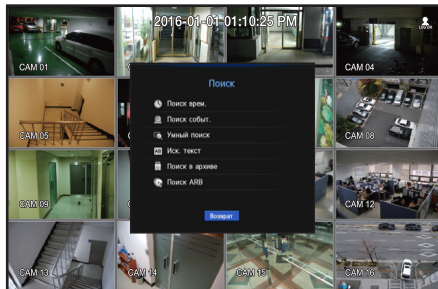 2016-01-01 01:10:25 PM
LOG ON
CAM 01
CAM 04
Поиск
Поиск врем.
Поиск событ.
Умный поиск
Иск. текст
Поиск в архиве
Поиск ARB
Возврат
CAM 05
CAM 08
CAM 09
CAM 12
CAM 13
CAM 14
CAM 15
CAM 16